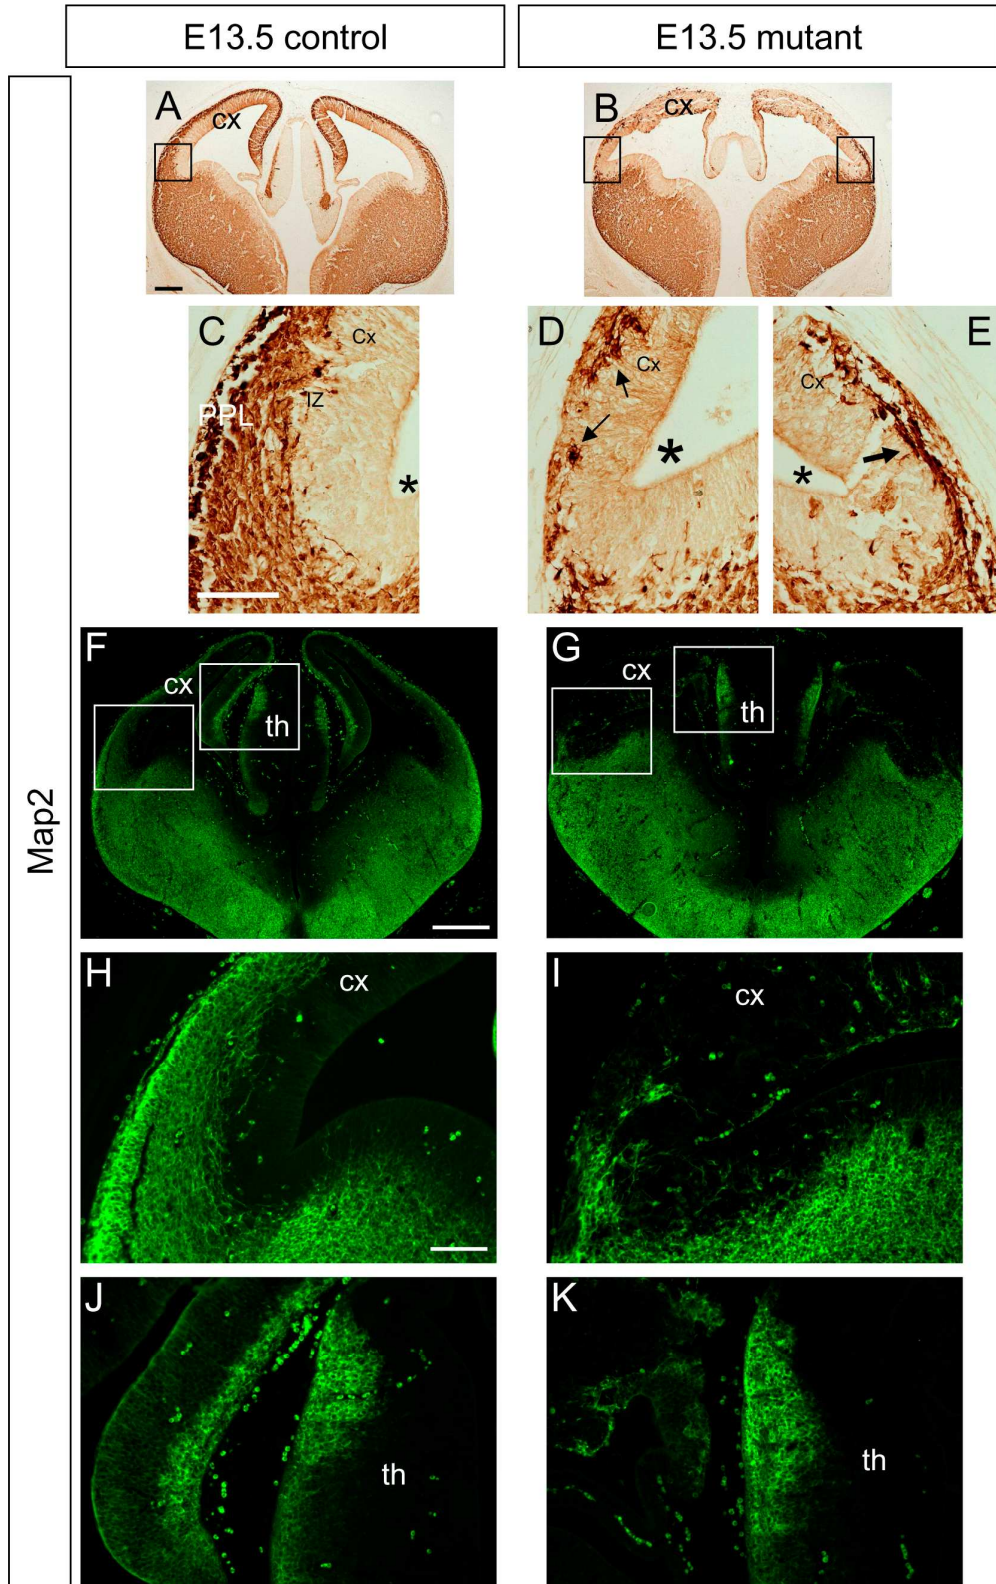 E13.5 control
E13.5 mutant
Map2
A
cx
B
cx
C
Cx
IZ
PPL
*
D
Cx
*
E
Cx
*
F
cx
th
G
cx
th
H
cx
I
cx
J
th
K
th